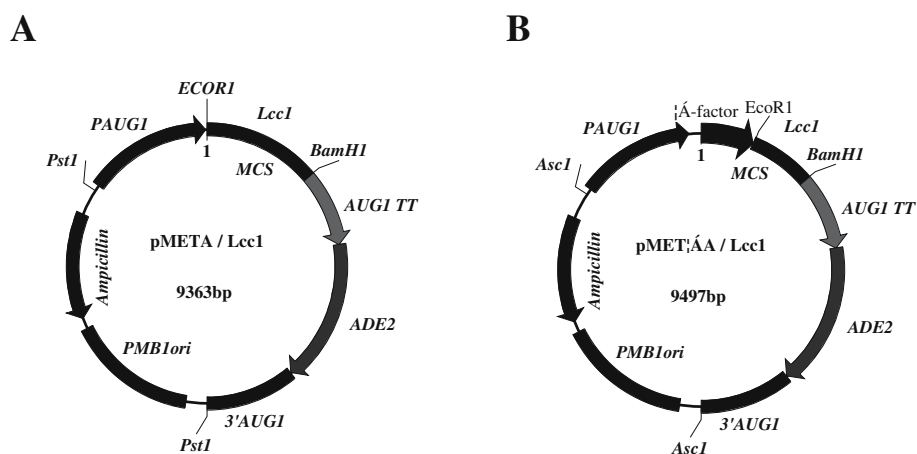 A
ECOR1
Lcc1
PAUG1
1
MCS
BamH1
Pst1
AUG1 TT
pMETA / Lcc1
Ampicillin
9363bp
ADE2
PMB1ori
3'AUG1
Pst1
B
¦Á-factor
EcoR1
Lcc1
PAUG1
1
MCS
BamH1
Asc1
AUG1 TT
pMET¦ÁA / Lcc1
Ampicillin
9497bp
ADE2
PMB1ori
3'AUG1
Asc1